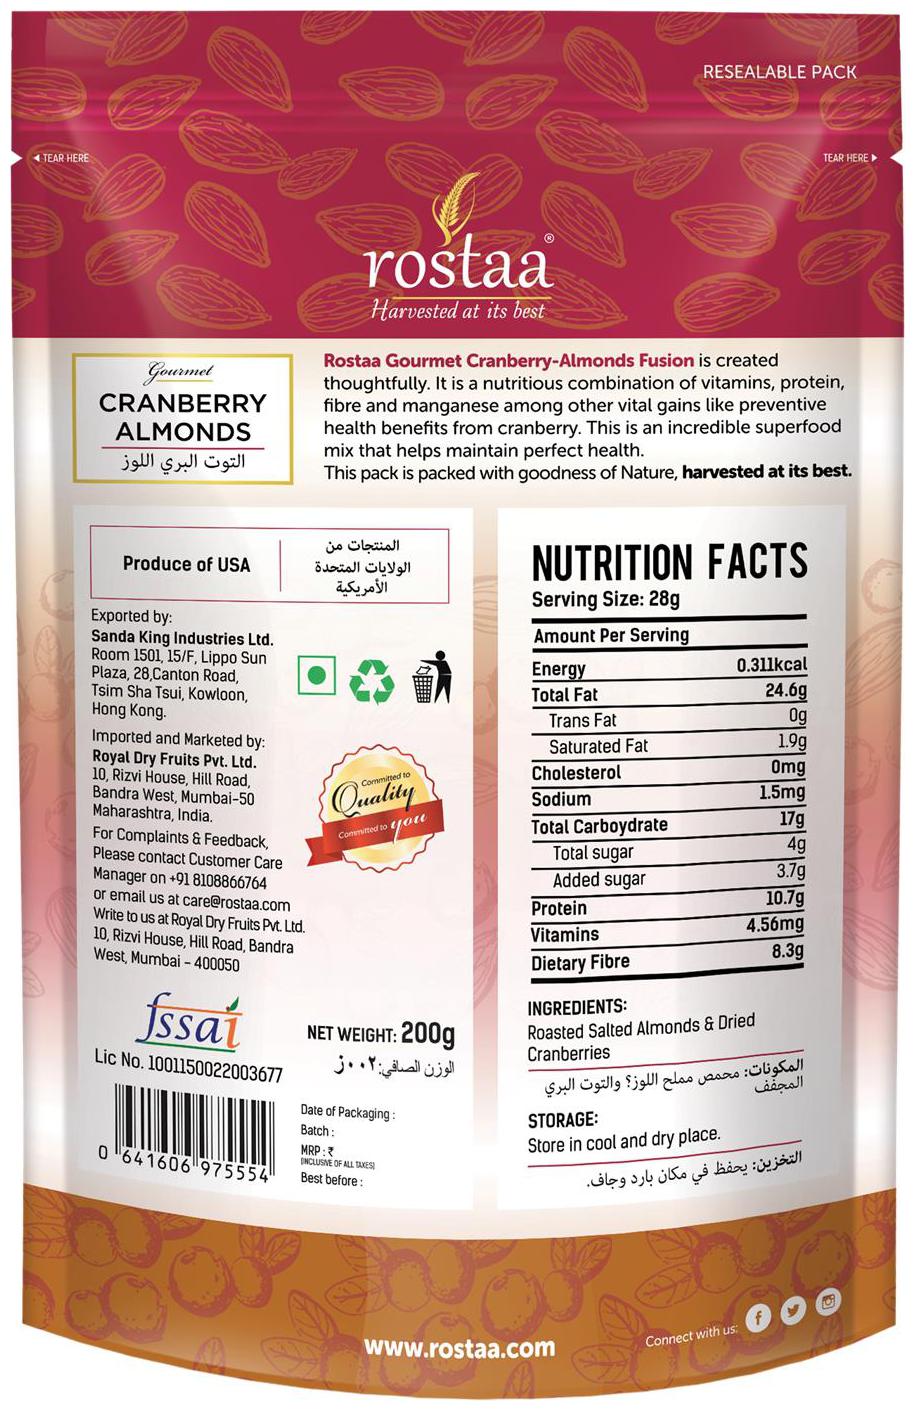 RESEALABLE PACK
TEAR HERE
TEAR HERE
rostaa®
Harvested at its best
Gourmet
CRANBERRY
ALMONDS
التوت البري اللوز
Rostaa Gourmet Cranberry-Almonds Fusion is created
thoughtfully. It is a nutritious combination of vitamins, protein,
fibre and manganese among other vital gains like preventive
health benefits from cranberry. This is an incredible superfood
mix that helps maintain perfect health.
This pack is packed with goodness of Nature, harvested at its best.
Produce of USA
المنتجات من
الولايات المتحدة
الأمريكية
Exported by:
Sanda King Industries Ltd.
Room 1501, 15/F, Lippo Sun
Plaza, 28,Canton Road,
Tsim Sha Tsui, Kowloon,
Hong Kong.
Imported and Marketed by:
Royal Dry Fruits Pvt. Ltd.
10, Rizvi House, Hill Road,
Bandra West, Mumbai-50
Maharashtra, India.
For Complaints & Feedback,
Please contact Customer Care
Manager on +91 8108866764
or email us at care@rostaa.com
Write to us at Royal Dry Fruits Pvt. Ltd.
10, Rizvi House, Hill Road, Bandra
West, Mumbai - 400050
Committed to
Quality
Committed to you
fssai
Lic No. 1001150022003677
0 641606 975554
NET WEIGHT: 200g
الوزن الصافي:٠٠٢ ز
Date of Packaging :
Batch :
MRP : ₹
(INCLUSIVE OF ALL TAXES)
Best before :
NUTRITION FACTS
Serving Size: 28g
Amount Per Serving
Energy 0.311kcal
Total Fat 24.6g
Trans Fat 0g
Saturated Fat 1.9g
Cholesterol 0mg
Sodium 1.5mg
Total Carboydrate 17g
Total sugar 4g
Added sugar 3.7g
Protein 10.7g
Vitamins 4.56mg
Dietary Fibre 8.3g
INGREDIENTS:
Roasted Salted Almonds & Dried
Cranberries
المكونات: محمص مملح اللوز؟ والتوت البري
المجفف
STORAGE:
Store in cool and dry place.
التخزين: يحفظ في مكان بارد وجاف.
www.rostaa.com
Connect with us: